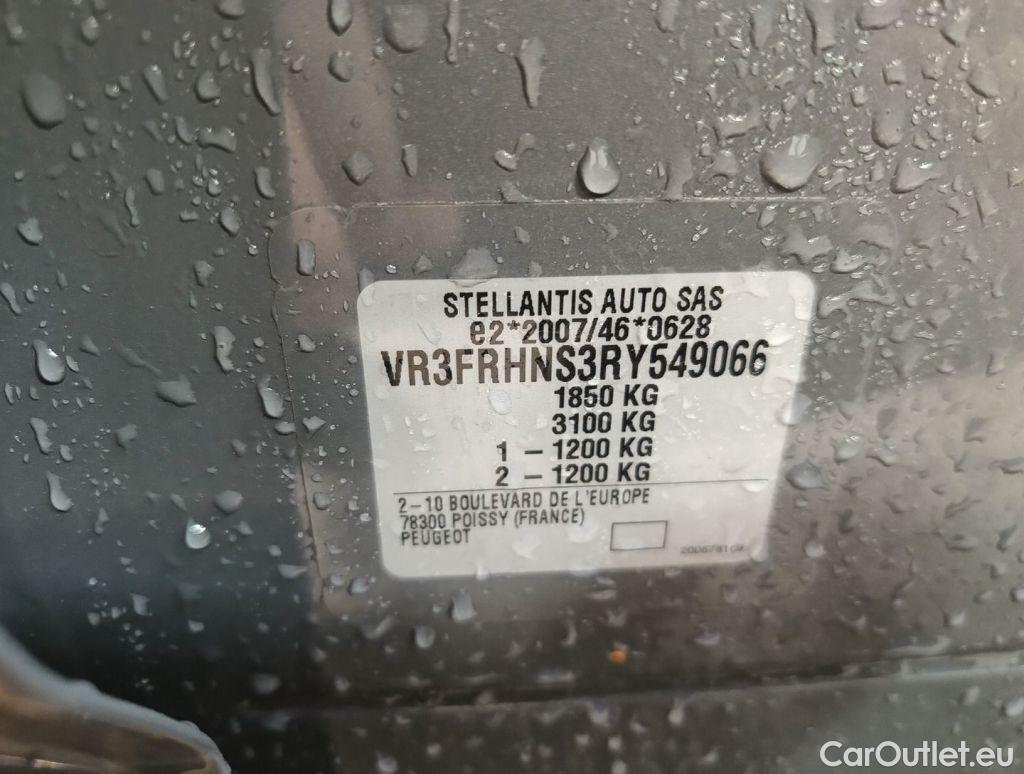 STELLANTIS AUTO SAS
e2*2007/46*0628
VR3FRHNS3RY549066
1850 KG
3100 KG
1 – 1200 KG
2 – 1200 KG
2–10 BOULEVARD DE L'EUROPE
78300 POISSY (FRANCE)
PEUGEOT
CarOutlet.eu